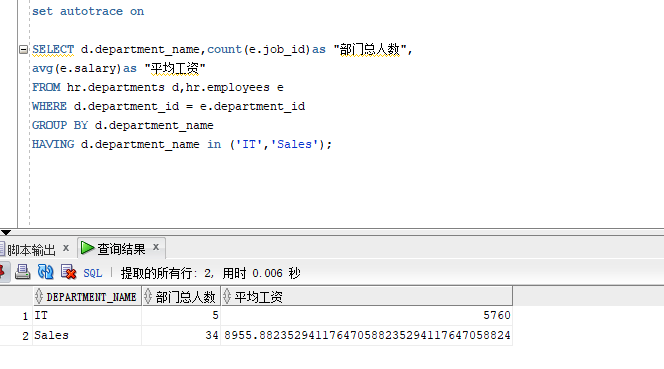 set autotrace on
SELECT d.department_name,count(e.job_id)as "部门总人数",
avg(e.salary)as "平均工资"
FROM hr.departments d,hr.employees e
WHERE d.department_id = e.department_id
GROUP BY d.department_name
HAVING d.department_name in ('IT','Sales');
脚本输出 x 查询结果 x
SQL | 提取的所有行: 2, 用时 0.006 秒
DEPARTMENT_NAME 部门总人数 平均工资
1 IT 5 5760
2 Sales 34 8955.88235294117647058823529411764705882​4